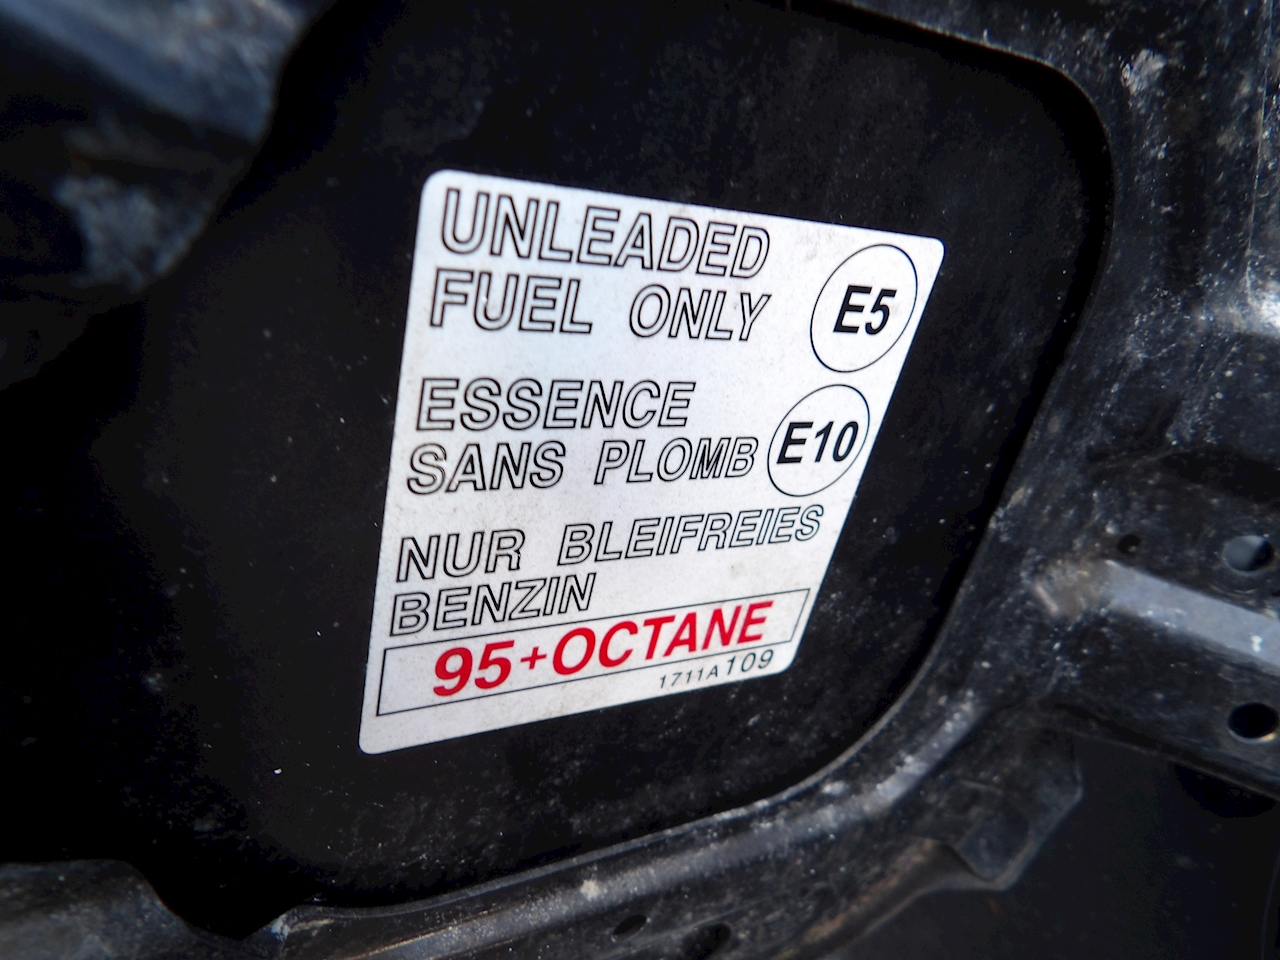 UNLEADED
FUEL ONLY
E5
ESSENCE
SANS PLOMB
E10
NUR BLEIFREIES
BENZIN
95+OCTANE
1711A109